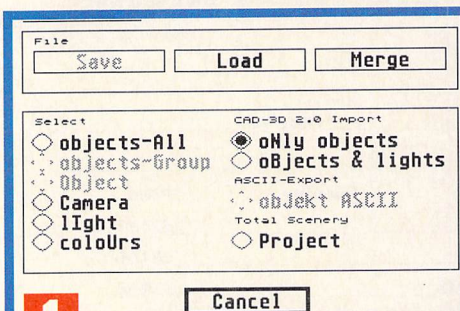 File
Save
Load
Merge
Select
objects-All
objects-Group
Object
Camera
lIght
coloUrs
CAD-3D 2.0 Import
oNly objects
oBjects & lights
ASCII-Export
objekt ASCII
Total Scenery
Project
1
Cancel